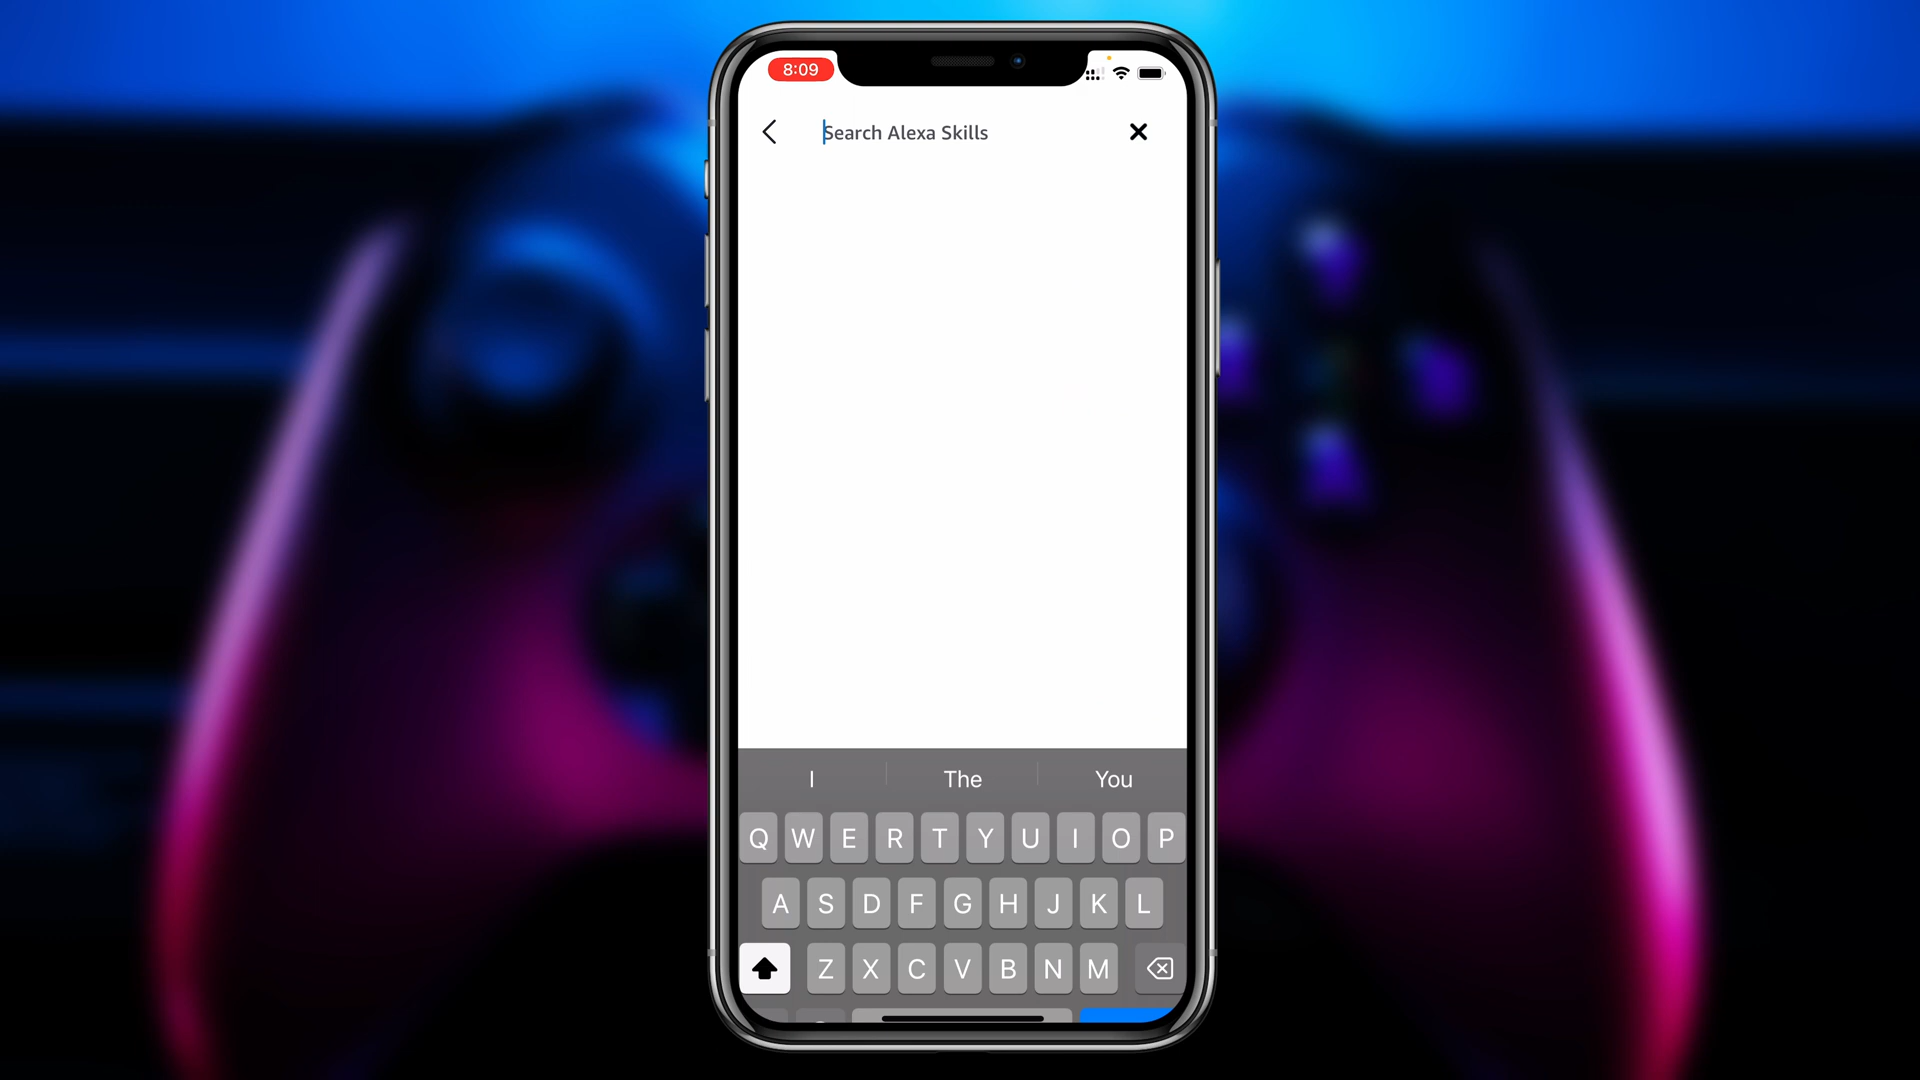 8:09
Search Alexa Skills
I The You
Q W E R T Y U I O P
A S D F G H J K L
Z X C V B N M